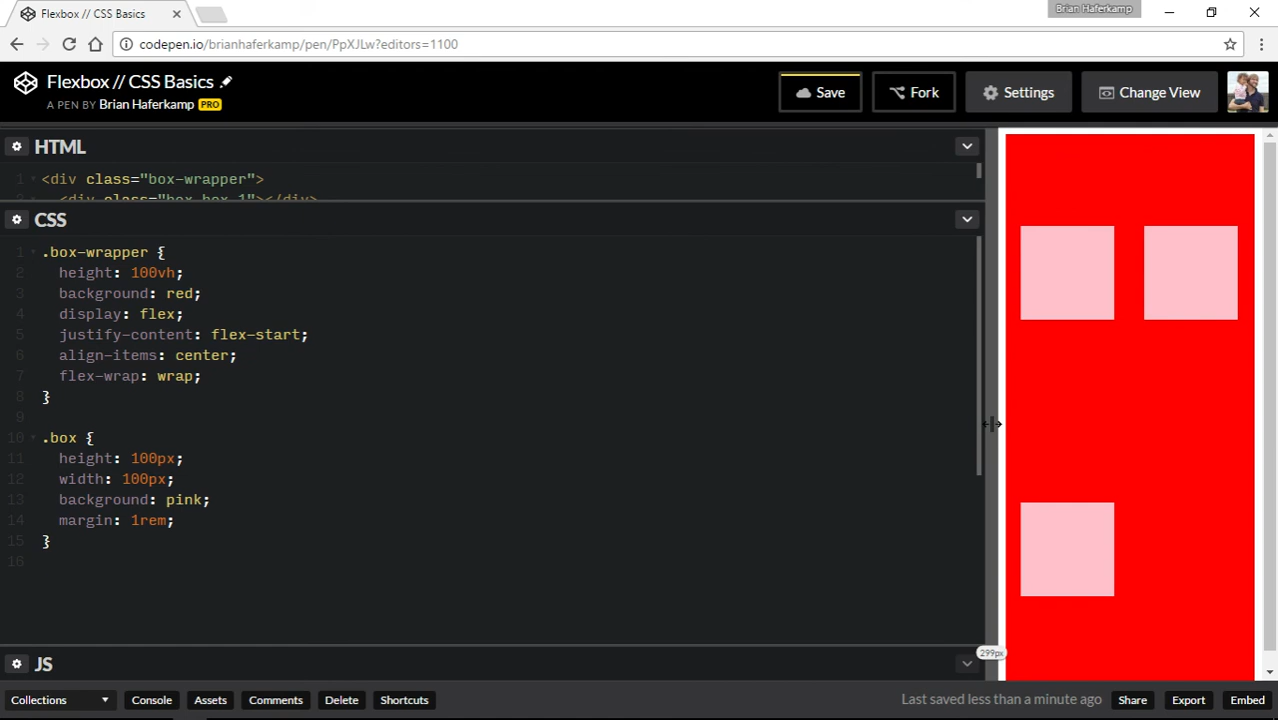 Flexbox // CSS Basics
Brian Haferkamp
codepen.io/brianhaferkamp/pen/PpXJLw?editors=1100
Flexbox // CSS Basics
A PEN BY Brian Haferkamp PRO
Save
Fork
Settings
Change View
HTML
1 <div class="box-wrapper">
2 <div class="box box-1"></div>
CSS
1 .box-wrapper {
2 height: 100vh;
3 background: red;
4 display: flex;
5 justify-content: flex-start;
6 align-items: center;
7 flex-wrap: wrap;
8 }
9
10 .box {
11 height: 100px;
12 width: 100px;
13 background: pink;
14 margin: 1rem;
15 }
16
299px
JS
Collections
Console
Assets
Comments
Delete
Shortcuts
Last saved less than a minute ago
Share
Export
Embed